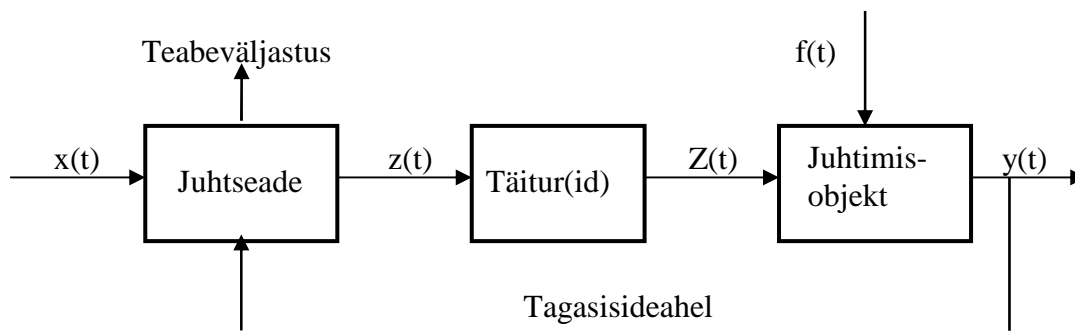 Teabeväljastus
f(t)
x(t)
Juhtseade
z(t)
Täitur(id)
Z(t)
Juhtimis-
objekt
y(t)
Tagasisideahel